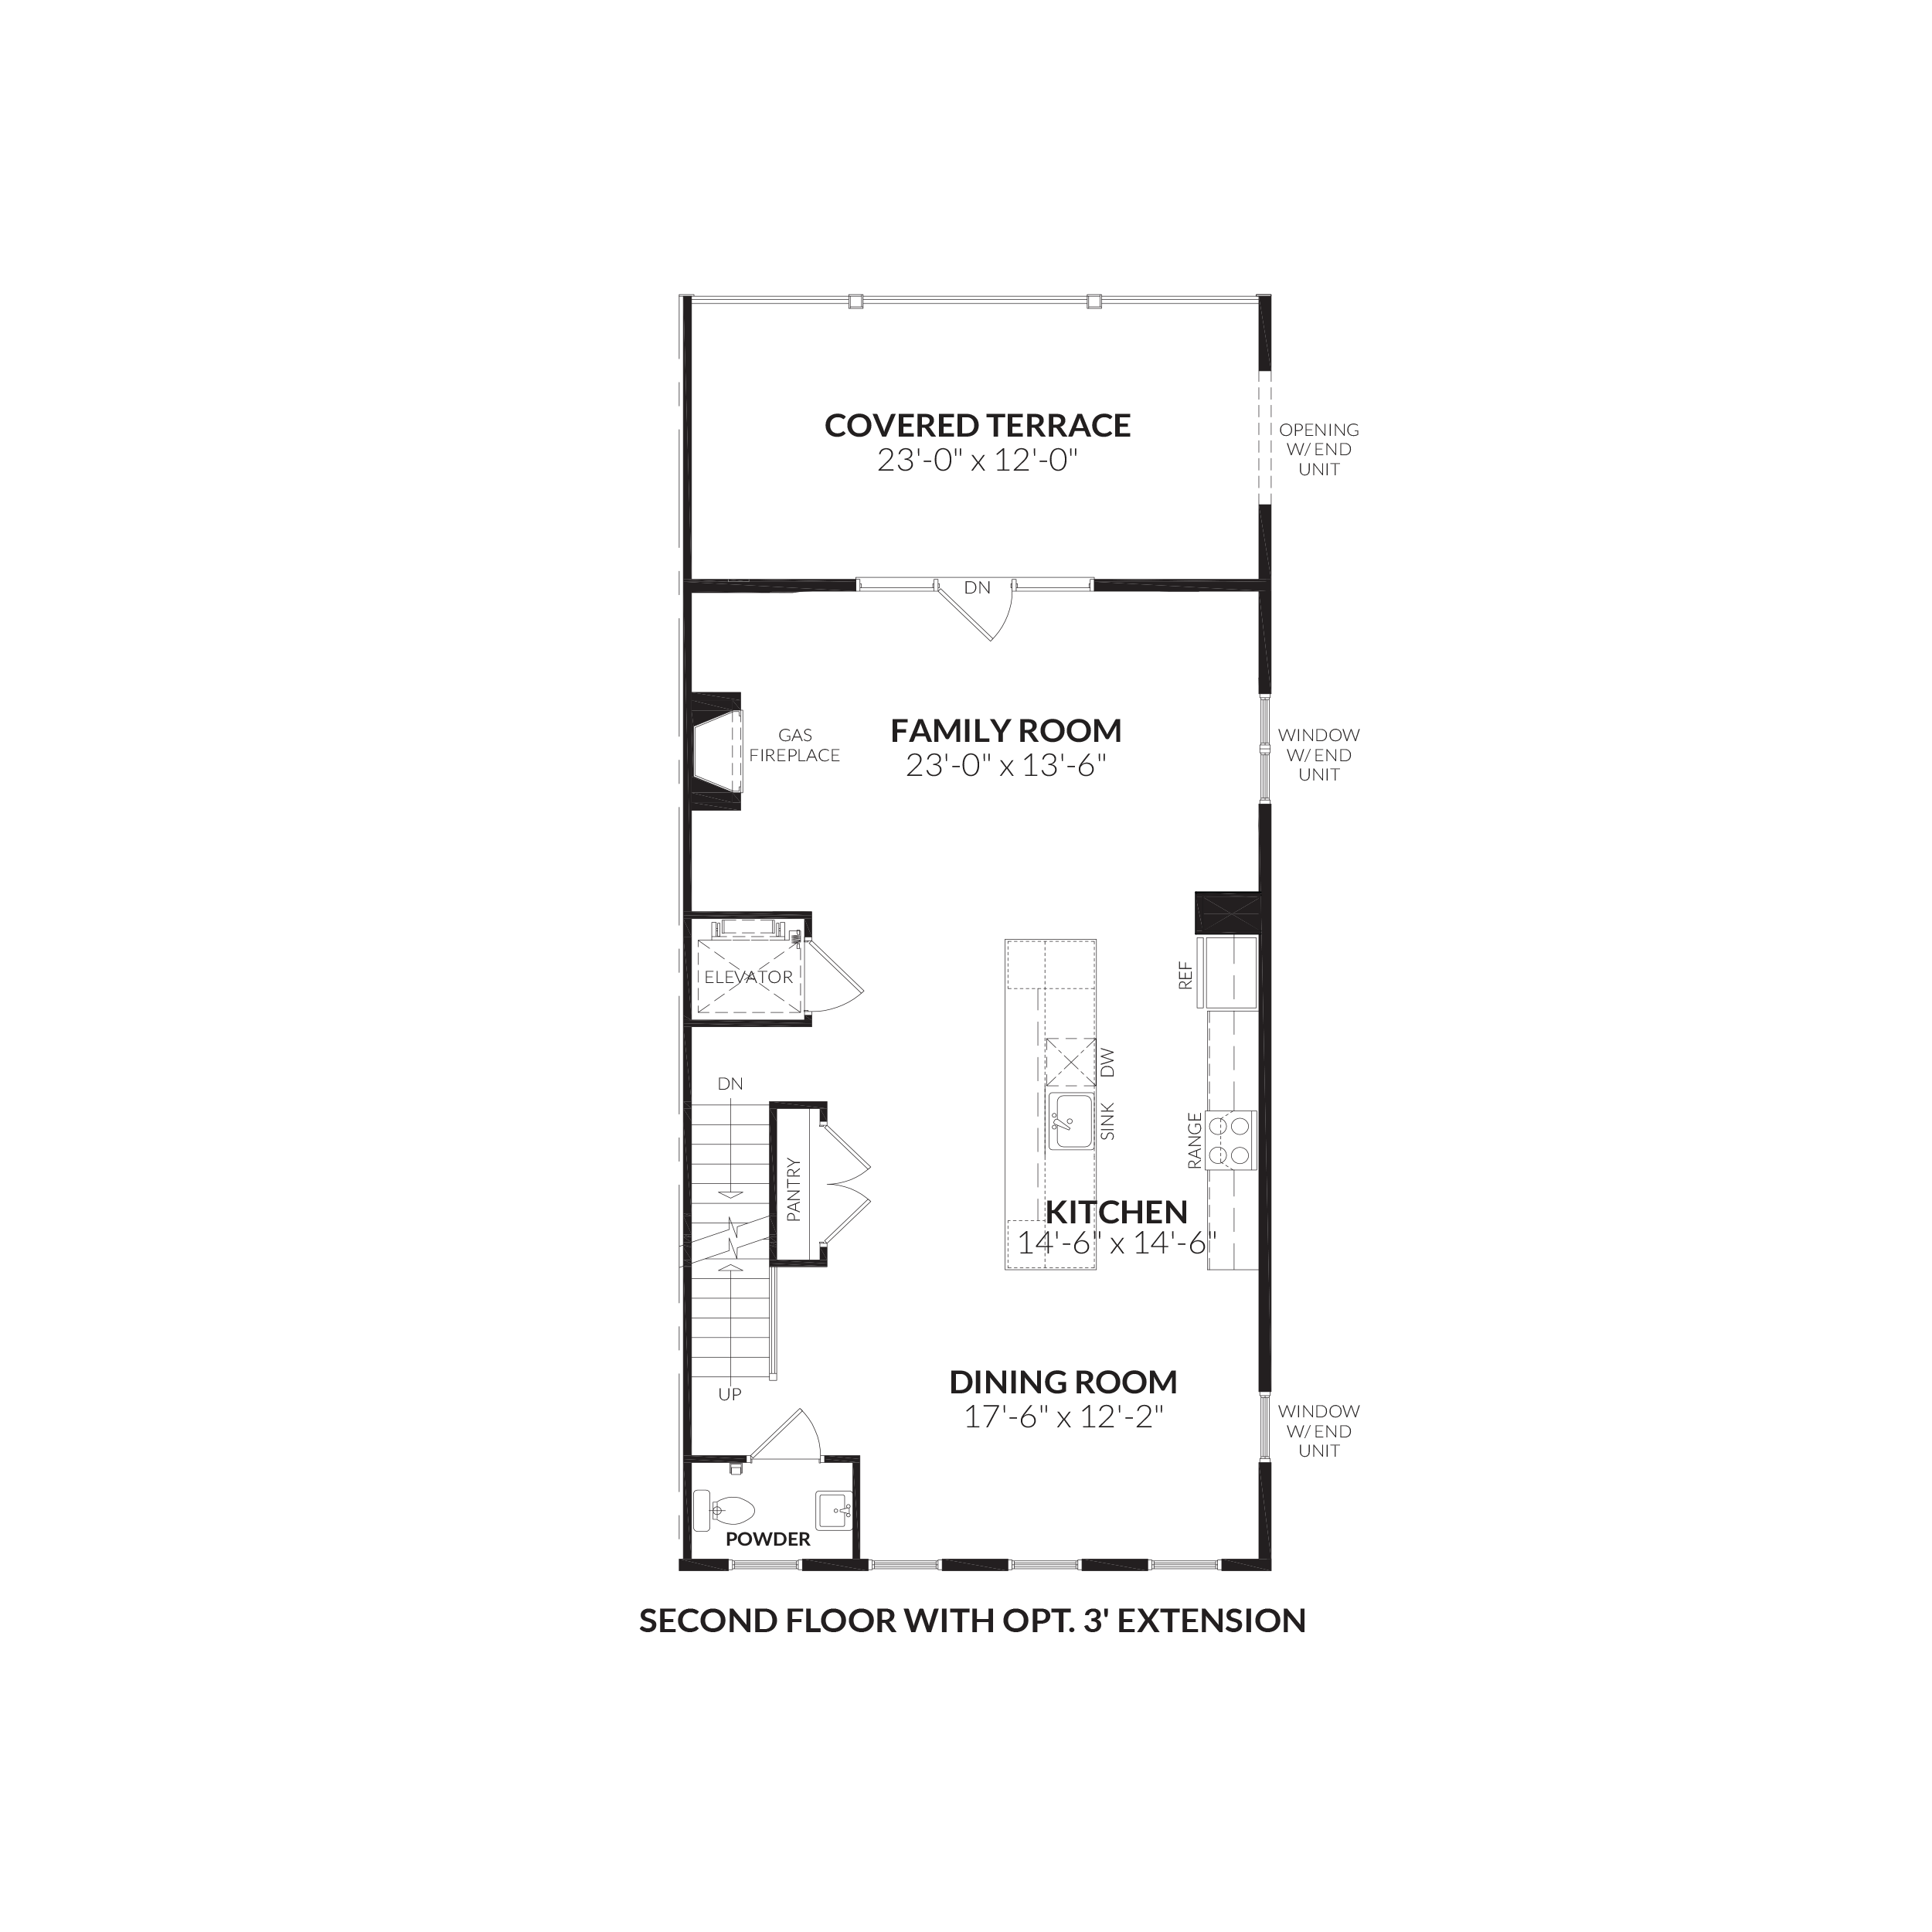 COVERED TERRACE
23'-0" x 12'-0"
OPENING
W/ END
UNIT
DN
FAMILY ROOM
23'-0" x 13'-6"
GAS
FIREPLACE
WINDOW
W/ END
UNIT
ELEVATOR
REF
DW
DN
SINK
RANGE
PANTRY
KITCHEN
14'-6" x 14'-6"
DINING ROOM
17'-6" x 12'-2"
UP
WINDOW
W/ END
UNIT
POWDER
SECOND FLOOR WITH OPT. 3' EXTENSION